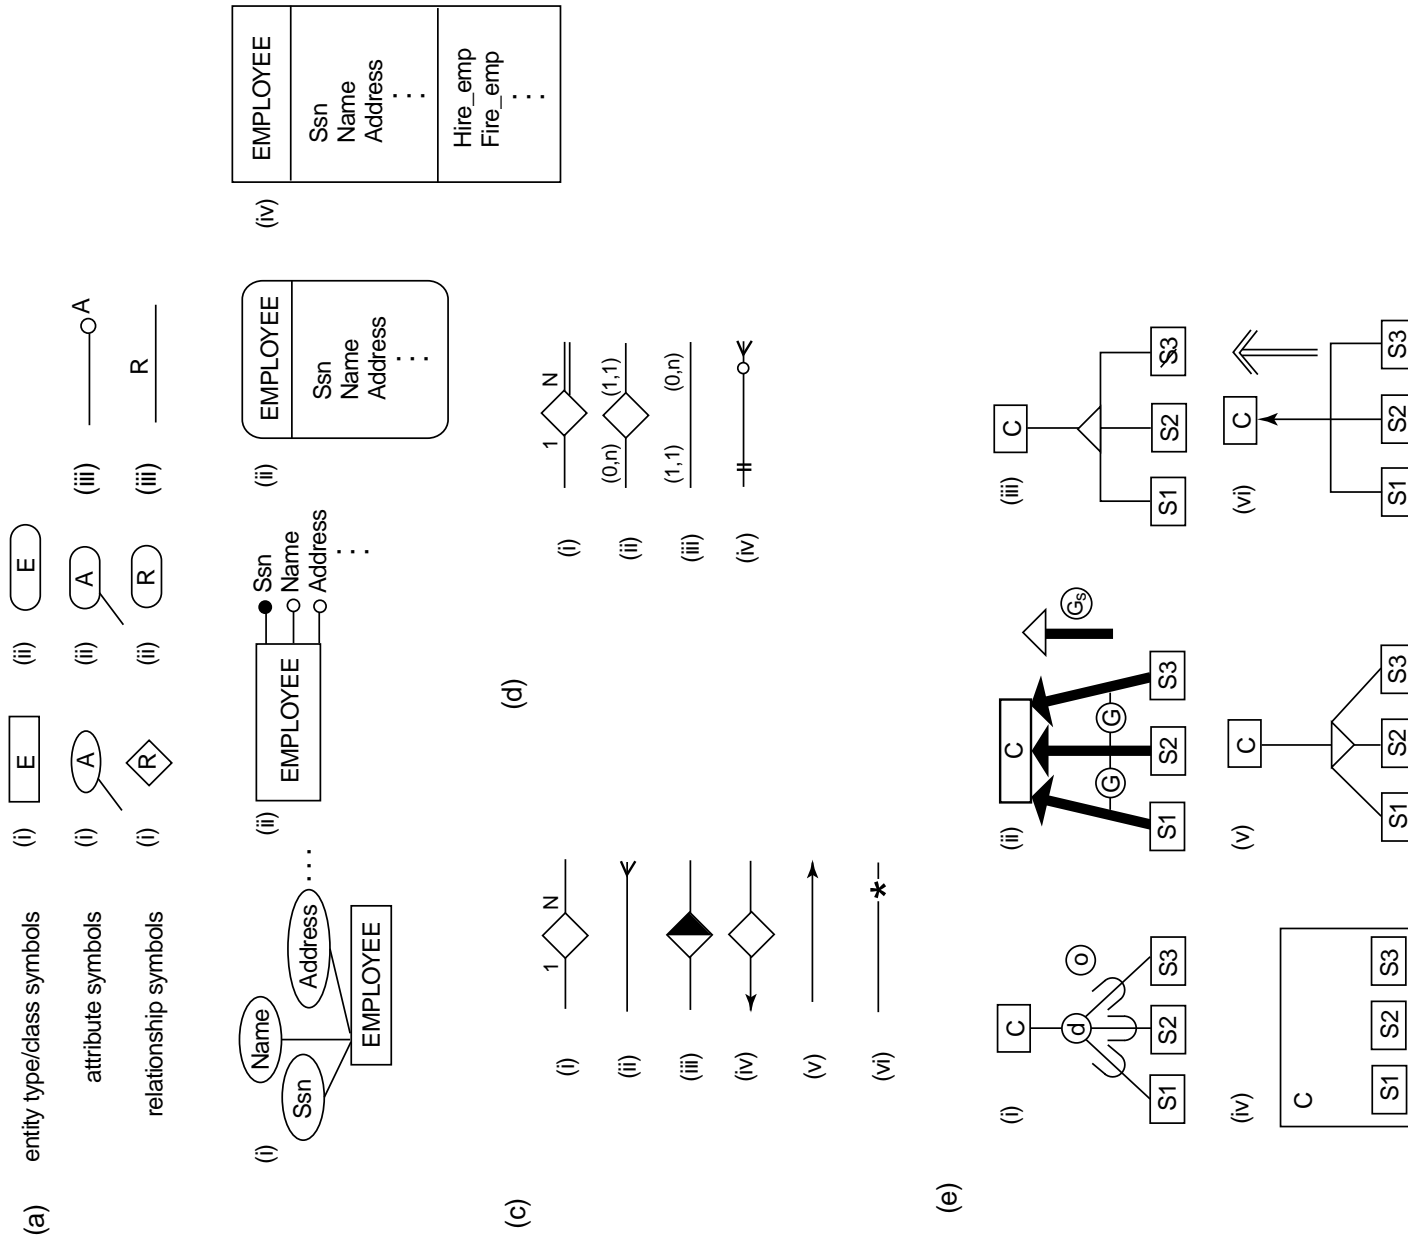 (a) entity type/class symbols (i) E (ii) E
attribute symbols (i) A (ii) A (iii) A
relationship symbols (i) R (ii) R (iii) R
(i)
Ssn Name Address . . .
EMPLOYEE
(ii)
EMPLOYEE
Ssn
Name
Address
. . .
(ii)
EMPLOYEE
Ssn
Name
Address
. . .
(iv)
EMPLOYEE
Ssn
Name
Address
. . .
Hire_emp
Fire_emp
. . .
(c)
(i) 1 N
(ii)
(iii)
(iv)
(v)
(vi) *
(d)
(i) 1 N
(ii) (0,n) (1,1)
(iii) (1,1) (0,n)
(iv)
(e)
(i) C
d o
S1 S2 S3
(ii) C
G G Gs
S1 S2 S3
(iii) C
S1 S2 S3
(iv) C
S1 S2 S3
(v) C
S1 S2 S3
(vi) C
S1 S2 S3